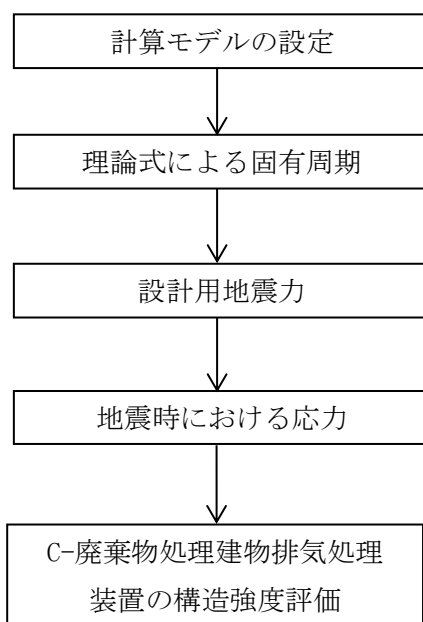 計算モデルの設定
理論式による固有周期
設計用地震力
地震時における応力
C-廃棄物処理建物排気処理
装置の構造強度評価